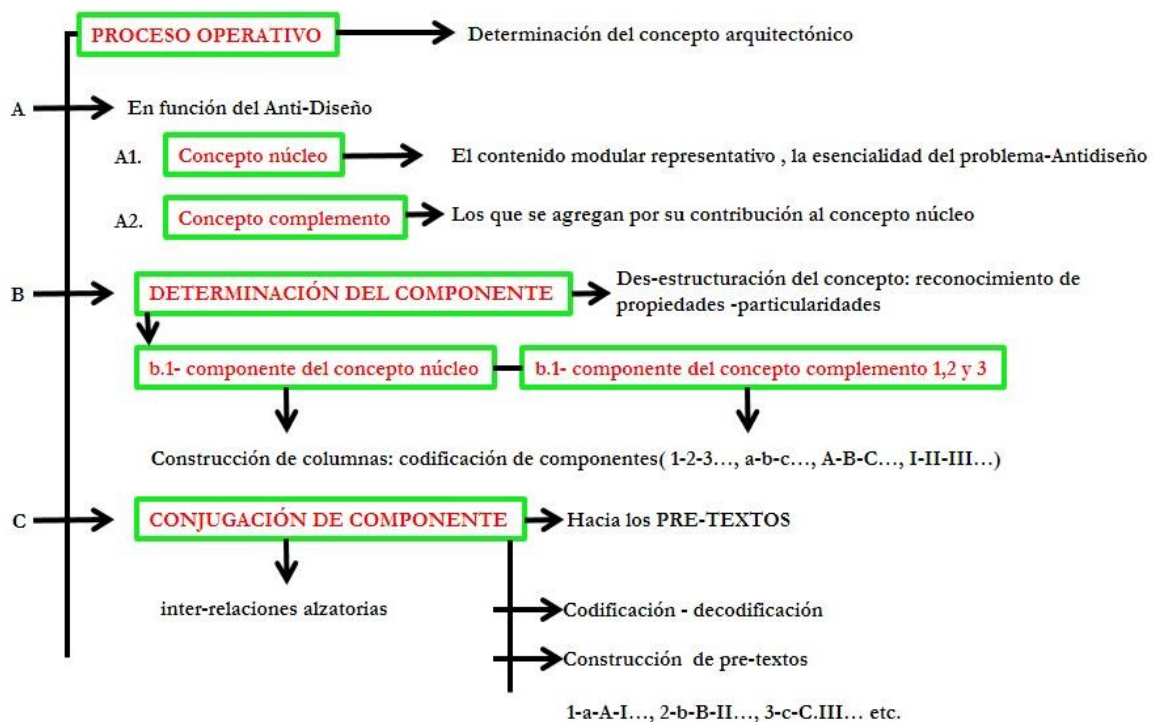 PROCESO OPERATIVO
Determinación del concepto arquitectónico
A
En función del Anti-Diseño
A1.
Concepto núcleo
El contenido modular representativo , la esencialidad del problema-Antidiseño
A2.
Concepto complemento
Los que se agregan por su contribución al concepto núcleo
B
DETERMINACIÓN DEL COMPONENTE
Des-estructuración del concepto: reconocimiento de
propiedades -particularidades
b.1- componente del concepto núcleo
b.1- componente del concepto complemento 1,2 y 3
Construcción de columnas: codificación de componentes( 1-2-3…, a-b-c…, A-B-C…, I-II-III…)
C
CONJUGACIÓN DE COMPONENTE
Hacia los PRE-TEXTOS
inter-relaciones alzatorias
Codificación - decodificación
Construcción de pre-textos
1-a-A-I…, 2-b-B-II…, 3-c-C.III… etc.